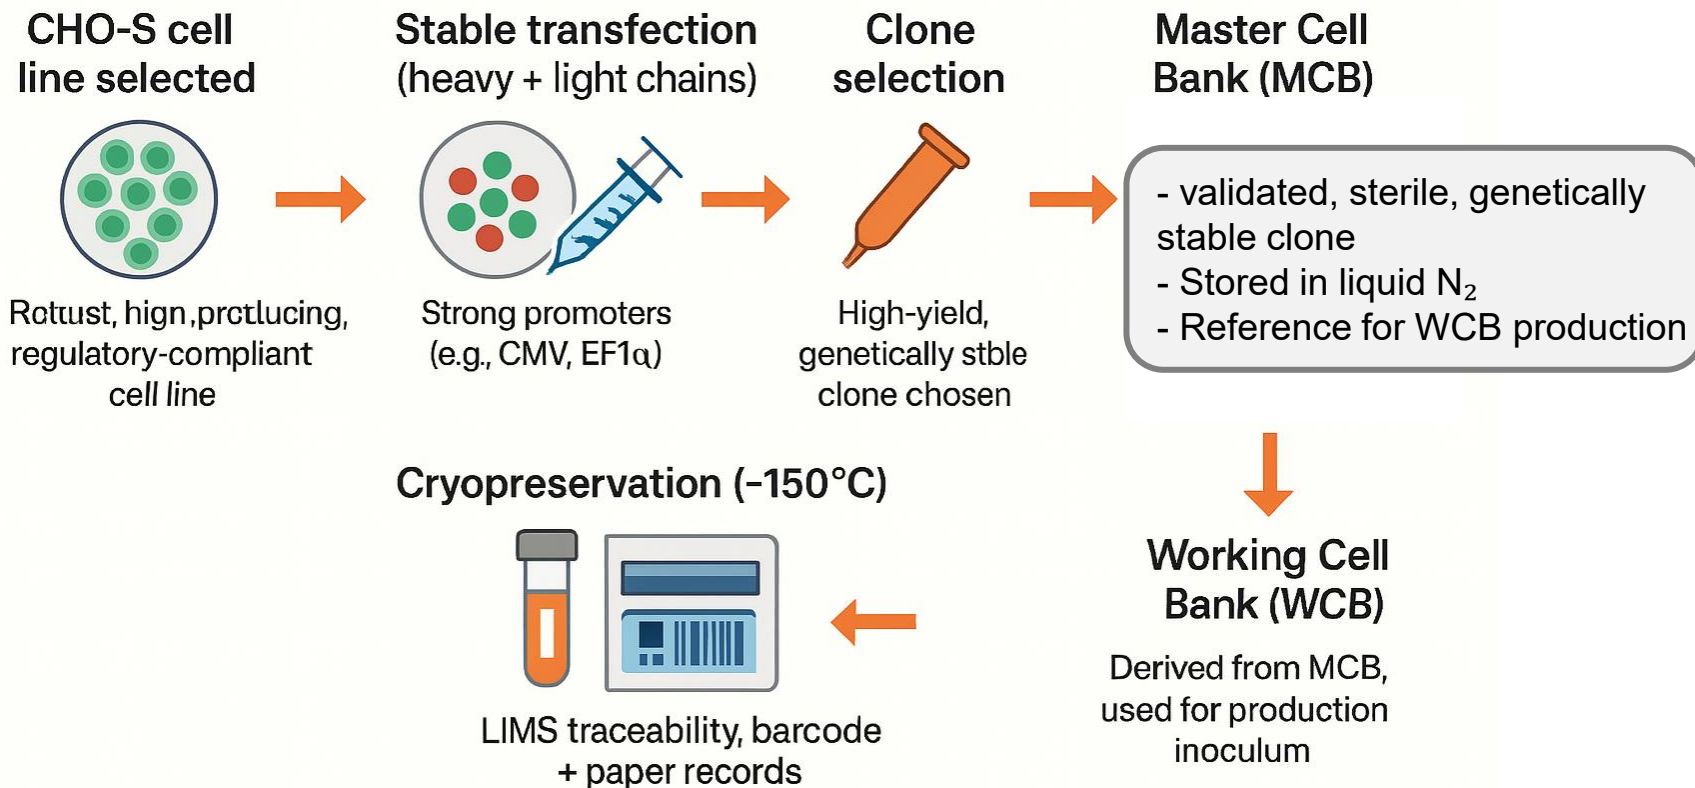 CHO-S cell
line selected
Rottust, hign,prctlucing,
regulatory-compliant
cell line
Stable transfection
(heavy + light chains)
Strong promoters
(e.g., CMV, EF1α)
Clone
selection
High-yield,
genetically stble
clone chosen
Master Cell
Bank (MCB)
- validated, sterile, genetically
stable clone
- Stored in liquid N₂
- Reference for WCB production
Working Cell
Bank (WCB)
Derived from MCB,
used for production
inoculum
Cryopreservation (-150°C)
LIMS traceability, barcode
+ paper records